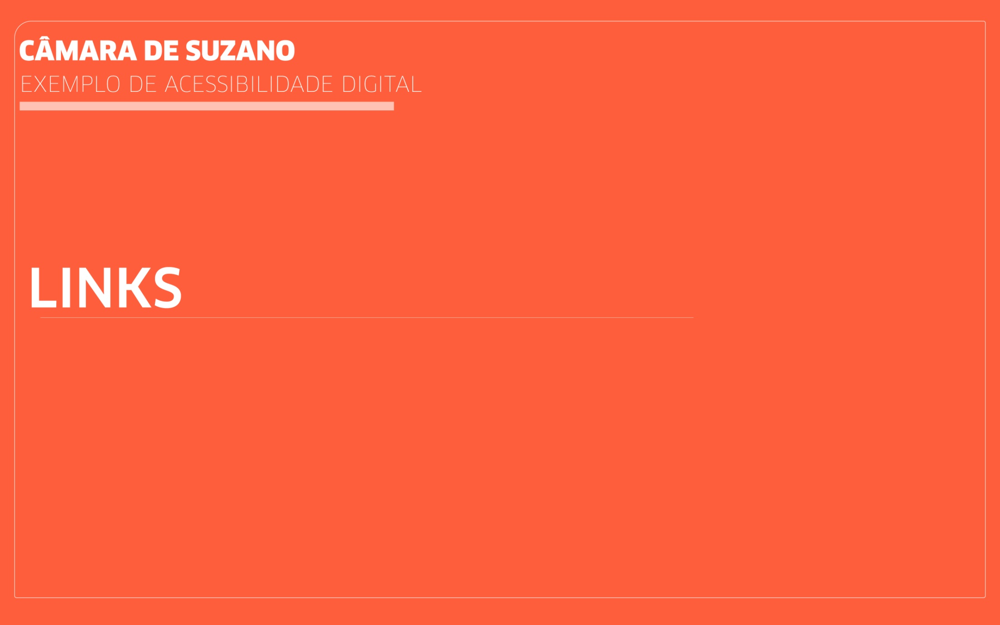 CÂMARA DE SUZANO
EXEMPLO DE ACESSIBILIDADE DIGITAL
LINKS